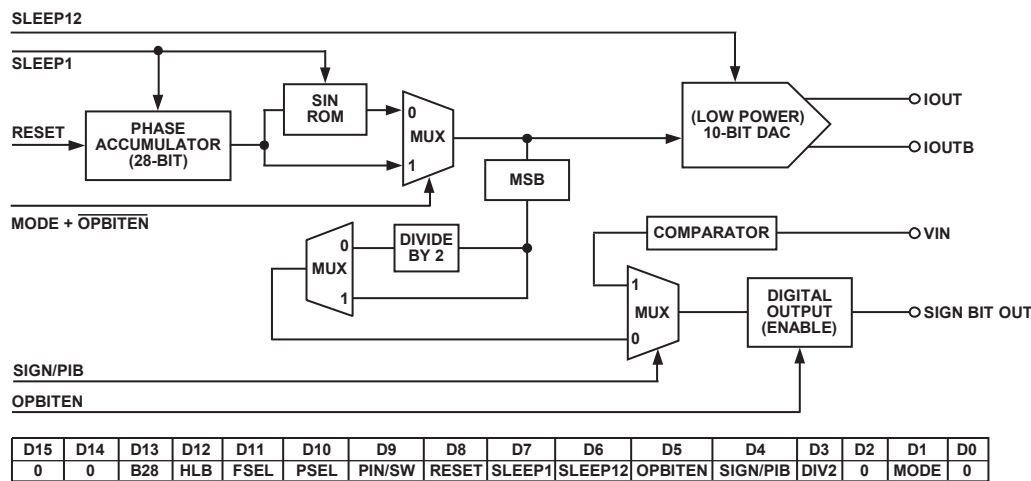 SLEEP12
SLEEP1
RESET
PHASE
ACCUMULATOR
(28-BIT)
SIN
ROM
0
MUX
1
(LOW POWER)
10-BIT DAC
IOUT
IOUTB
MODE + OPBITEN
MSB
0
MUX
1
DIVIDE
BY 2
COMPARATOR
VIN
1
MUX
0
DIGITAL
OUTPUT
(ENABLE)
SIGN BIT OUT
SIGN/PIB
OPBITEN
D15 D14 D13 D12 D11 D10 D9 D8 D7 D6 D5 D4 D3 D2 D1 D0
0 0 B28 HLB FSEL PSEL PIN/SW RESET SLEEP1 SLEEP12 OPBITEN SIGN/PIB DIV2 0 MODE 0